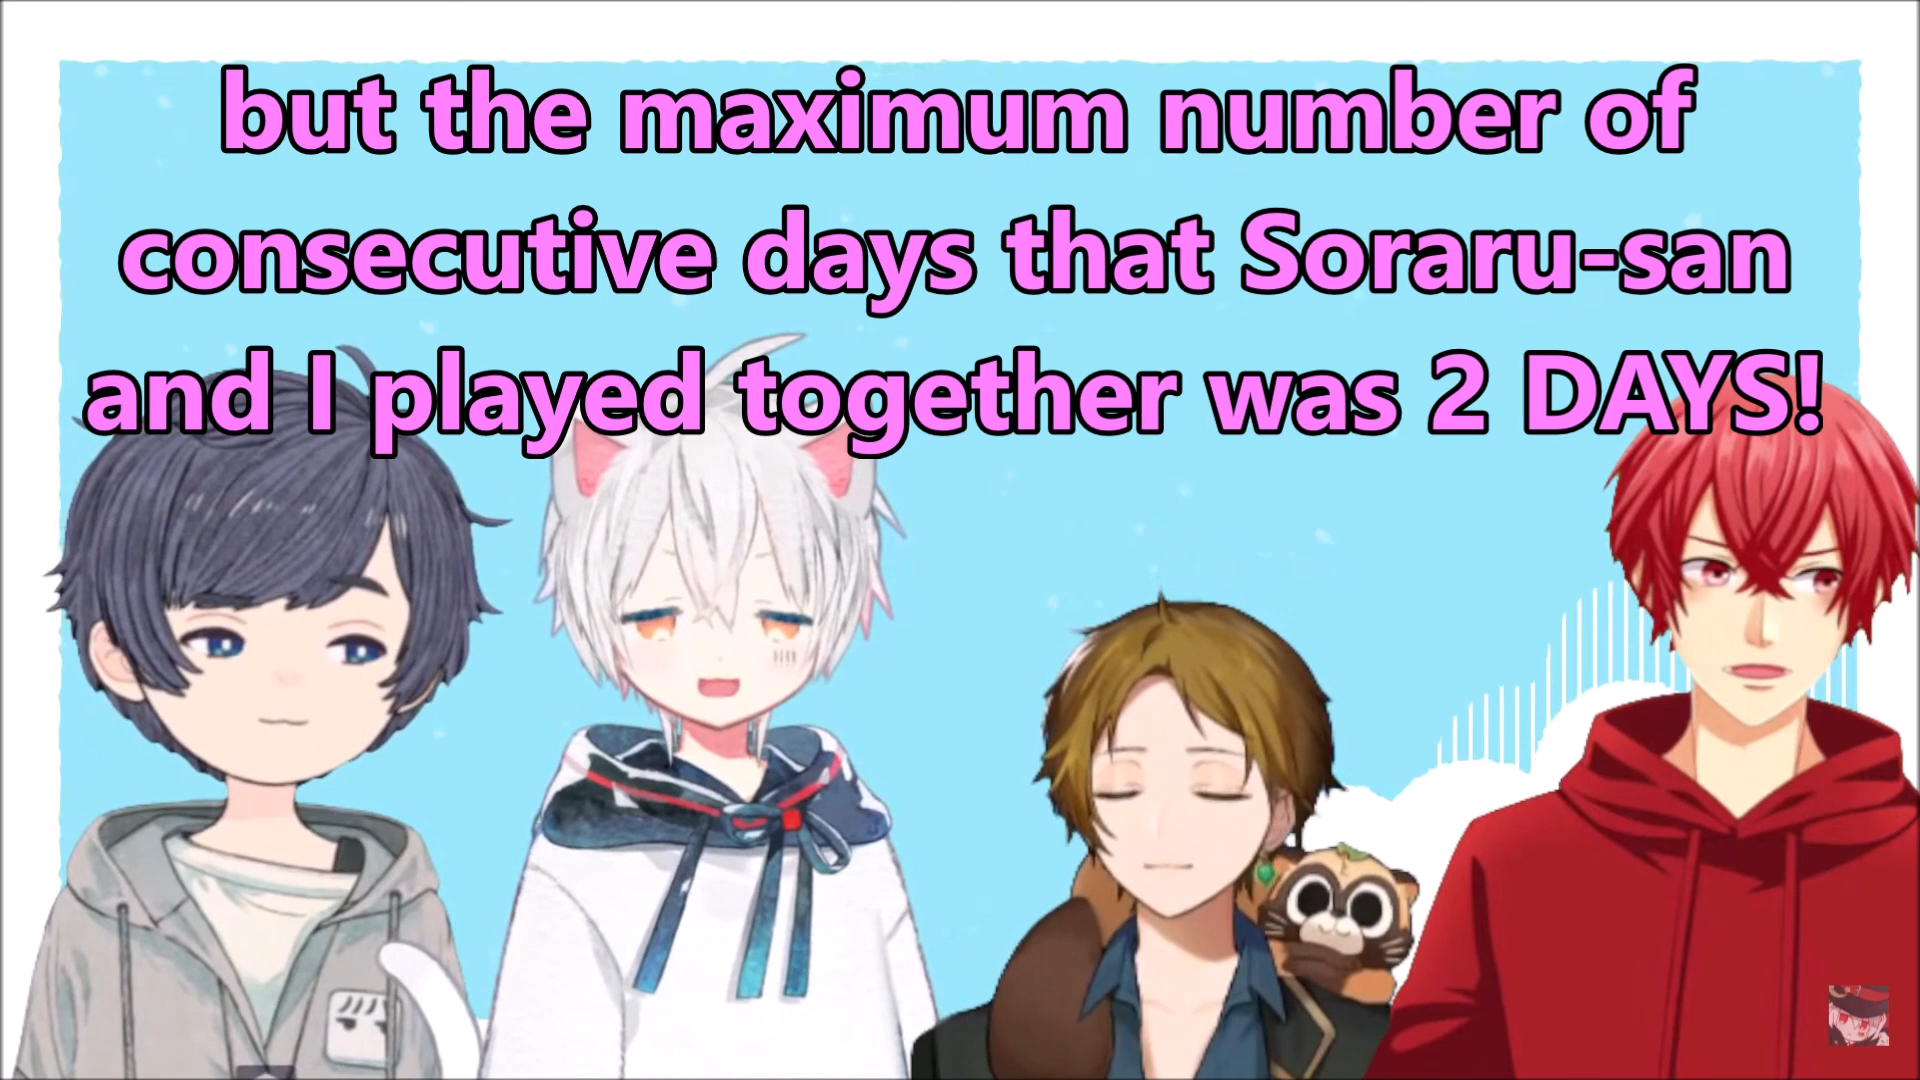 but the maximum number of
consecutive days that Soraru-san
and I played together was 2 DAYS!